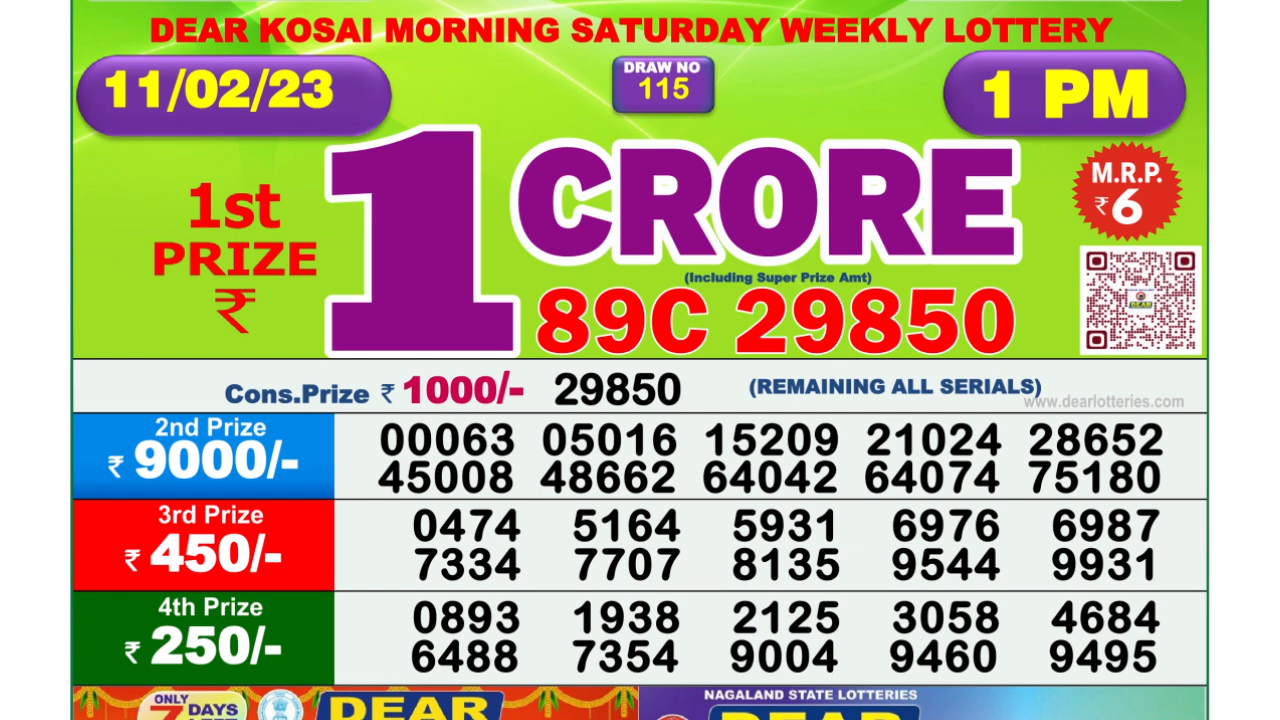 DEAR KOSAI MORNING SATURDAY WEEKLY LOTTERY
11/02/23
DRAW NO
115
1 PM
1st
PRIZE
₹
1 CRORE
(Including Super Prize Amt)
89C 29850
M.R.P.
₹6
DEAR
Cons.Prize ₹ 1000/- 29850 (REMAINING ALL SERIALS)
www.dearlotteries.com
2nd Prize
₹ 9000/-
00063 05016 15209 21024 28652
45008 48662 64042 64074 75180
3rd Prize
₹ 450/-
0474 5164 5931 6976 6987
7334 7707 8135 9544 9931
4th Prize
₹ 250/-
0893 1938 2125 3058 4684
6488 7354 9004 9460 9495
ONLY
7 DAYS
DEAR
NAGALAND STATE LOTTERIES
DEAR